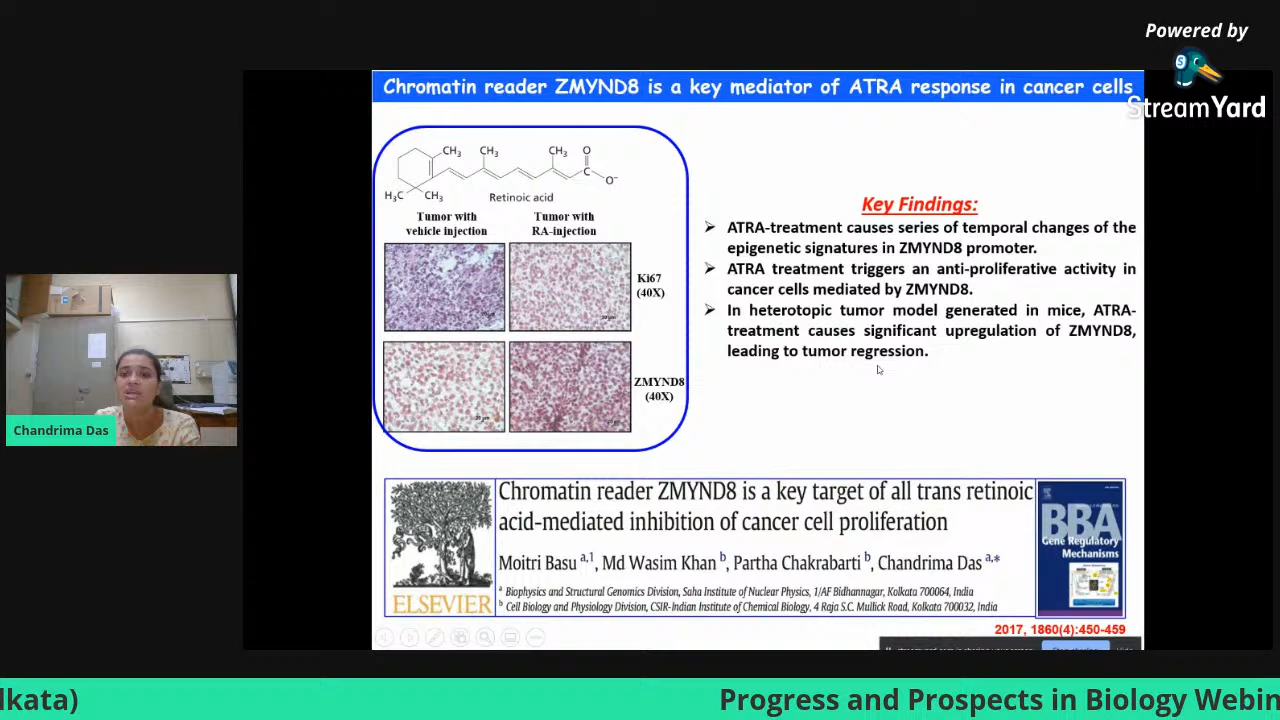 Powered by
StreamYard
Chromatin reader ZMYND8 is a key mediator of ATRA response in cancer cells
CH₃ CH₃ CH₃ O
C
O⁻
H₃C CH₃
Retinoic acid
Tumor with
vehicle injection
Tumor with
RA-injection
Ki67
(40X)
ZMYND8
(40X)
Key Findings:
➢ ATRA-treatment causes series of temporal changes of the
epigenetic signatures in ZMYND8 promoter.
➢ ATRA treatment triggers an anti-proliferative activity in
cancer cells mediated by ZMYND8.
➢ In heterotopic tumor model generated in mice, ATRA-
treatment causes significant upregulation of ZMYND8,
leading to tumor regression.
Chandrima Das
ELSEVIER
Chromatin reader ZMYND8 is a key target of all trans retinoic
acid-mediated inhibition of cancer cell proliferation
Moitri Basu a,1, Md Wasim Khan b, Partha Chakrabarti b, Chandrima Das a,*
a Biophysics and Structural Genomics Division, Saha Institute of Nuclear Physics, 1/AF Bidhannagar, Kolkata 700064, India
b Cell Biology and Physiology Division, CSIR-Indian Institute of Chemical Biology, 4 Raja S.C. Mullick Road, Kolkata 700032, India
BBA
Gene Regulatory
Mechanisms
2017, 1860(4):450-459
lkata)
Progress and Prospects in Biology Webin